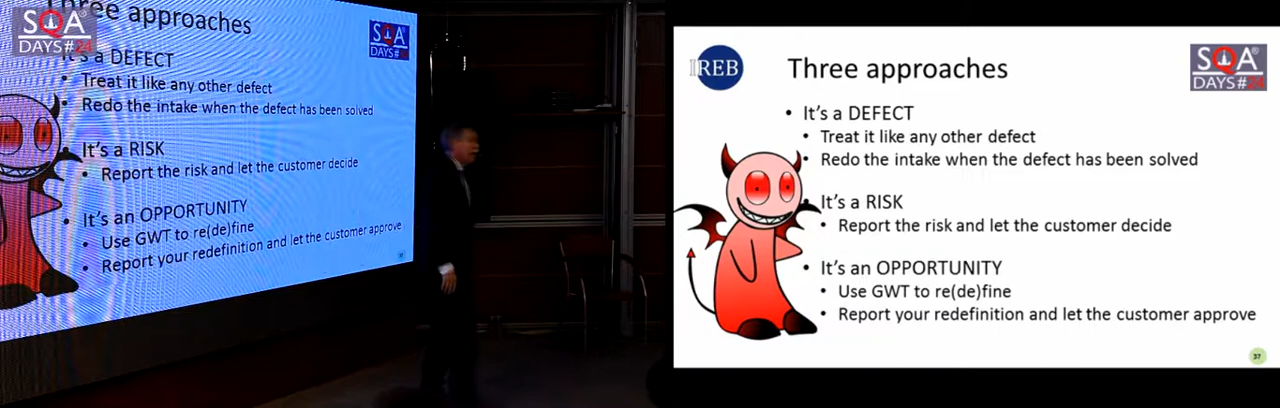 Three approaches
SQA
DAYS#24
SQA
DAYS#
It's a DEFECT
Treat it like any other defect
Redo the intake when the defect has been solved
It's a RISK
Report the risk and let the customer decide
It's an OPPORTUNITY
Use GWT to re(de)fine
Report your redefinition and let the customer approve
IREB
Three approaches
SQA®
DAYS#24
• It's a DEFECT
• Treat it like any other defect
• Redo the intake when the defect has been solved
• It's a RISK
• Report the risk and let the customer decide
• It's an OPPORTUNITY
• Use GWT to re(de)fine
• Report your redefinition and let the customer approve
37